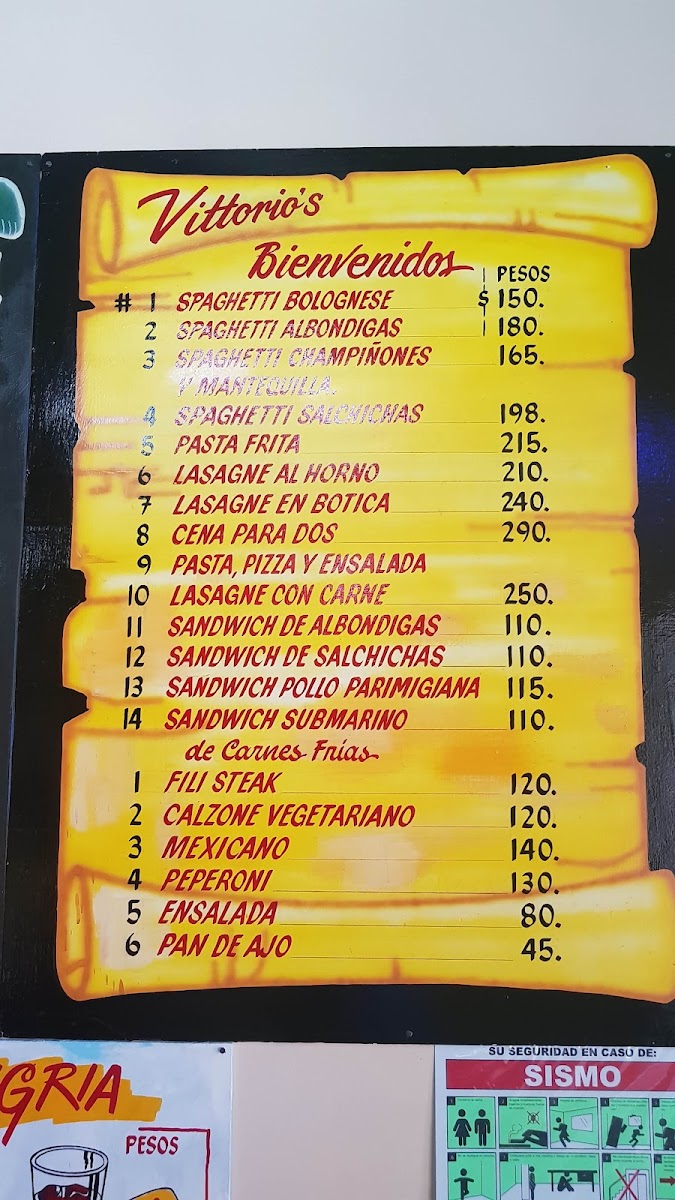 Vittorio's
Bienvenidos
PESOS
# 1 SPAGHETTI BOLOGNESE $ 150.
2 SPAGHETTI ALBONDIGAS 180.
3 SPAGHETTI CHAMPIÑONES 165.
Y MANTEQUILLA.
4 SPAGHETTI SALCHICHAS 198.
5 PASTA FRITA 215.
6 LASAGNE AL HORNO 210.
7 LASAGNE EN BOTICA 240.
8 CENA PARA DOS 290.
9 PASTA, PIZZA Y ENSALADA
10 LASAGNE CON CARNE 250.
11 SANDWICH DE ALBONDIGAS 110.
12 SANDWICH DE SALCHICHAS 110.
13 SANDWICH POLLO PARIMIGIANA 115.
14 SANDWICH SUBMARINO 110.
de Carnes Frías
1 FILI STEAK 120.
2 CALZONE VEGETARIANO 120.
3 MEXICANO 140.
4 PEPERONI 130.
5 ENSALADA 80.
6 PAN DE AJO 45.
GRIA
PESOS
SU SEGURIDAD EN CASO DE:
SISMO